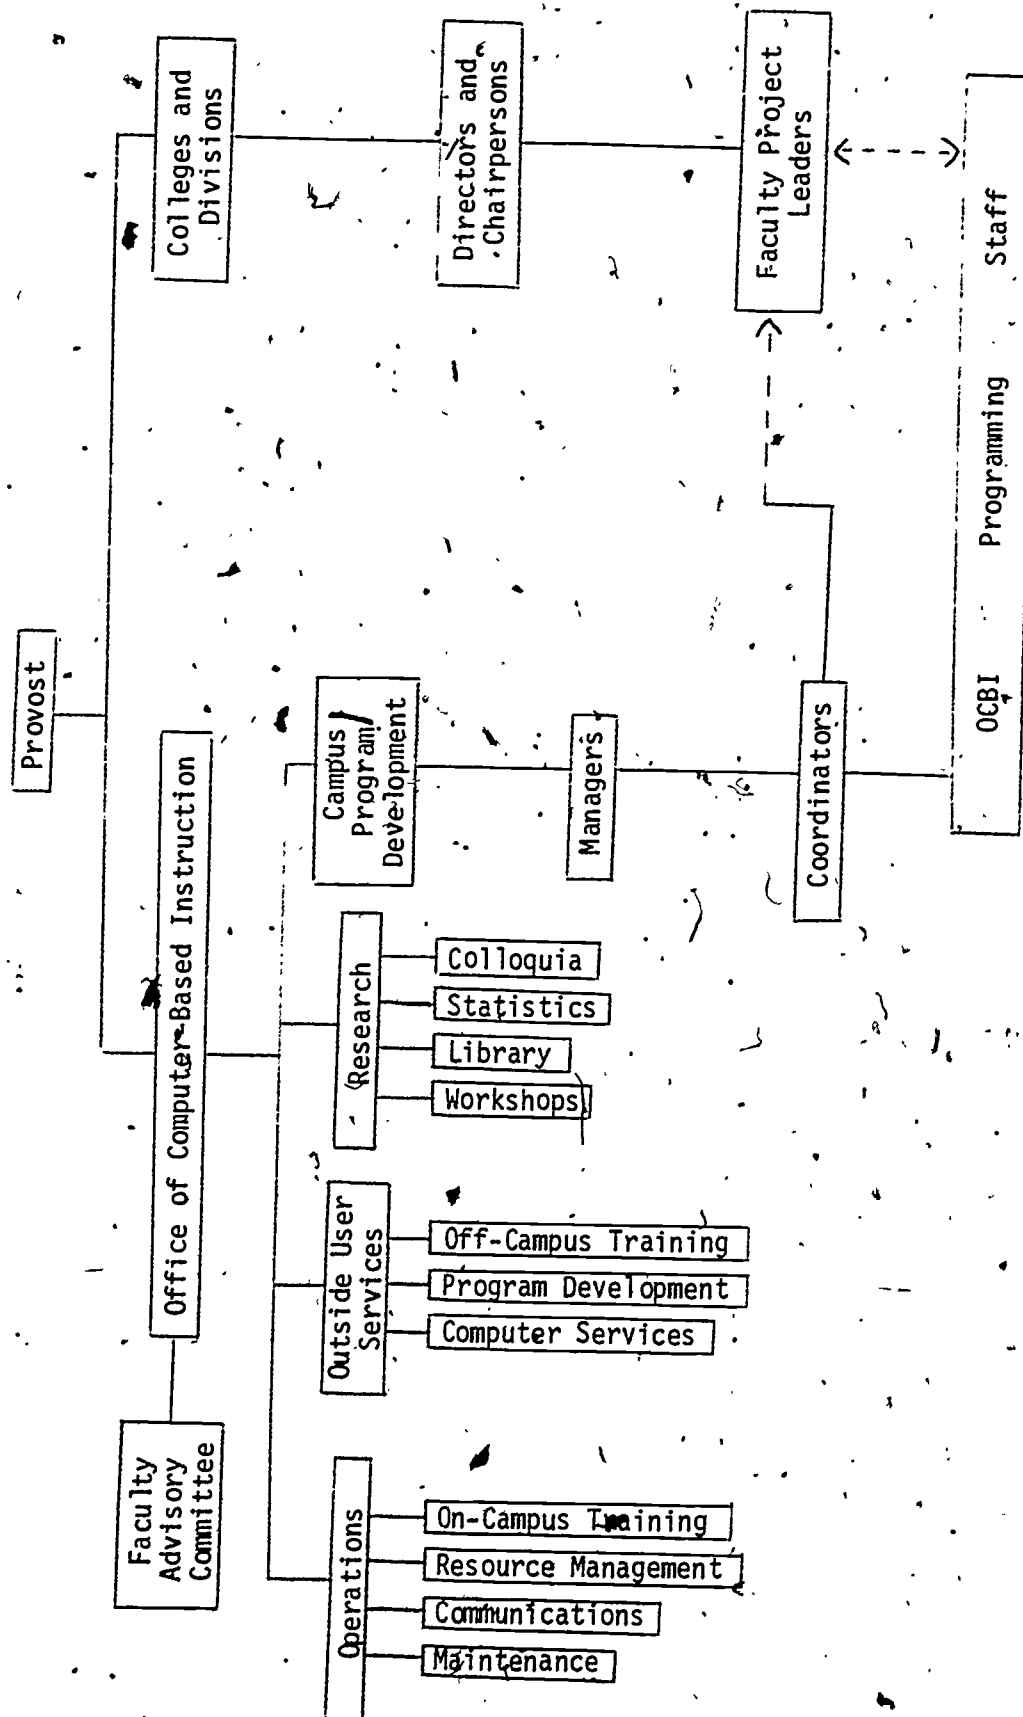 Provost
Faculty
Advisory
Committee
Office of Computer-Based Instruction
Colleges and
Divisions
Operations
Maintenance
Communications
Resource Management
On-Campus Training
Outside User
Services
Computer Services
Program Development
Off-Campus Training
Research
Workshops
Library
Statistics
Colloquia
Campus
Program
Development
Managers
Coordinators
Directors and
Chairpersons
Faculty Project
Leaders
OCBI Programming Staff